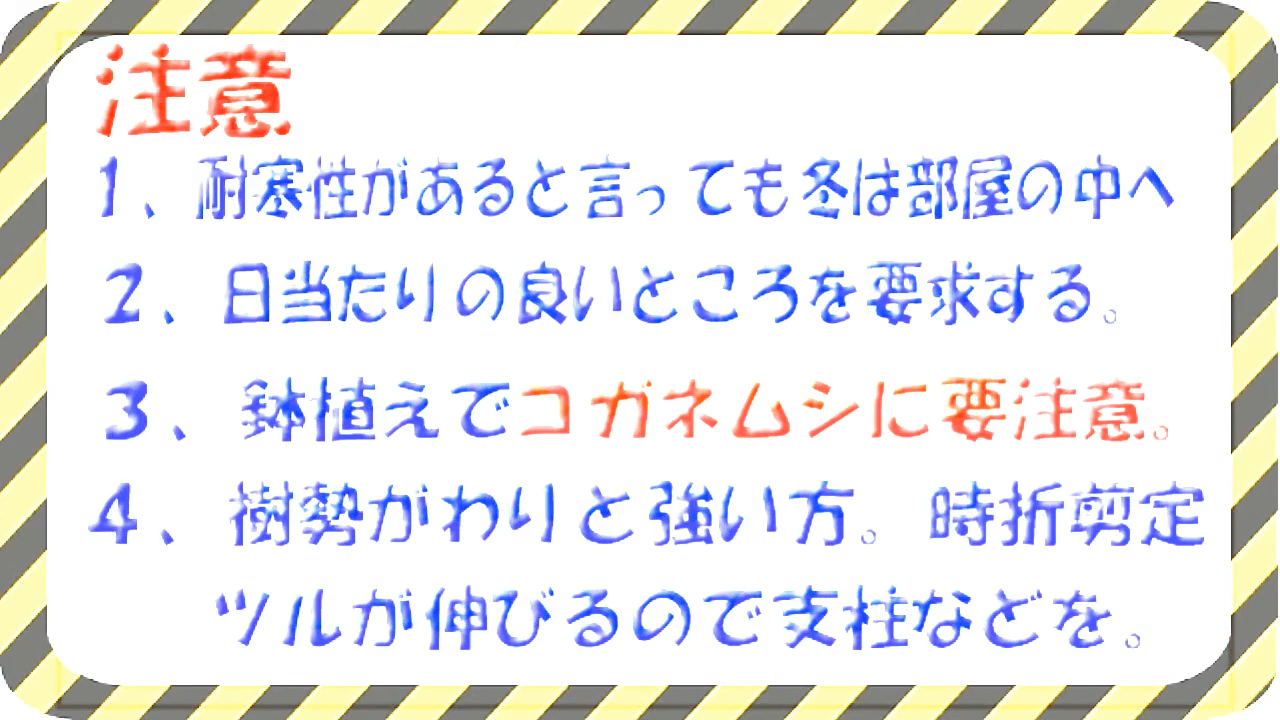 注意
1、耐寒性があると言っても冬は部屋の中へ
2、日当たりの良いところを要求する。
3、鉢植えでコガネムシに要注意。
4、樹勢がわりと強い方。時折剪定
ツルが伸びるので支柱などを。